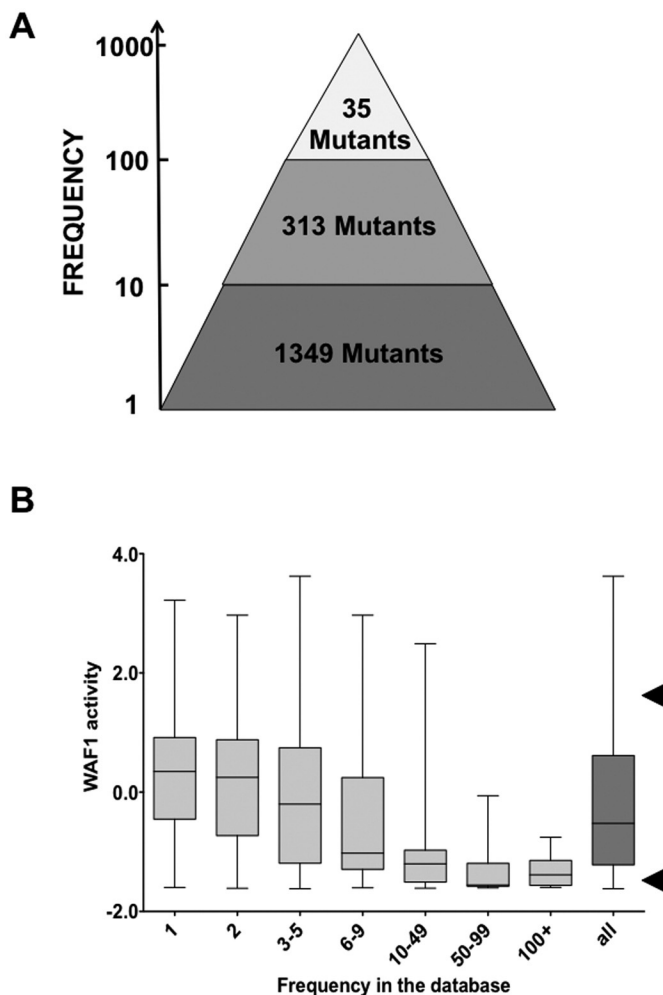 A
FREQUENCY
1000
100
10
1
35
Mutants
313 Mutants
1349 Mutants
B
WAF1 activity
4.0
2.0
0.0
-2.0
1
2
3-5
6-9
10-49
50-99
100+
all
Frequency in the database